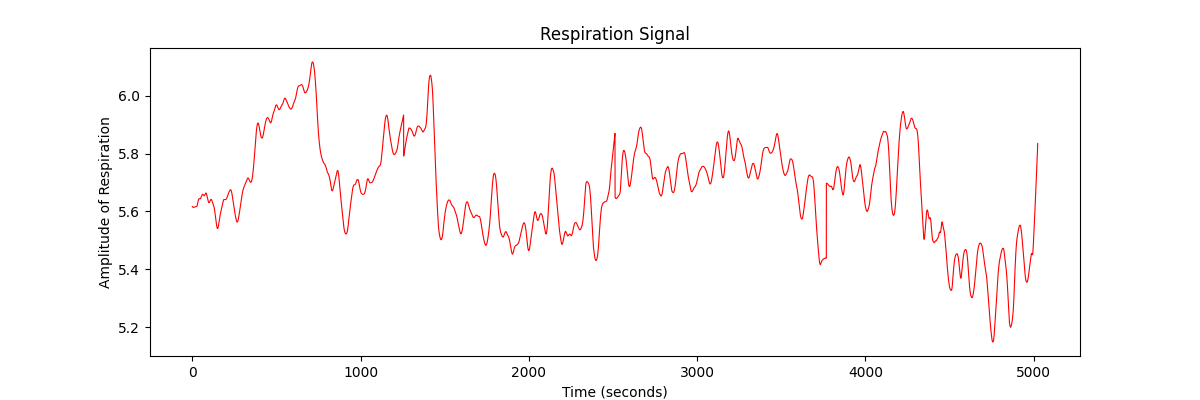 Respiration Signal
Amplitude of Respiration
6.0
5.8
5.6
5.4
5.2
0 1000 2000 3000 4000 5000
Time (seconds)